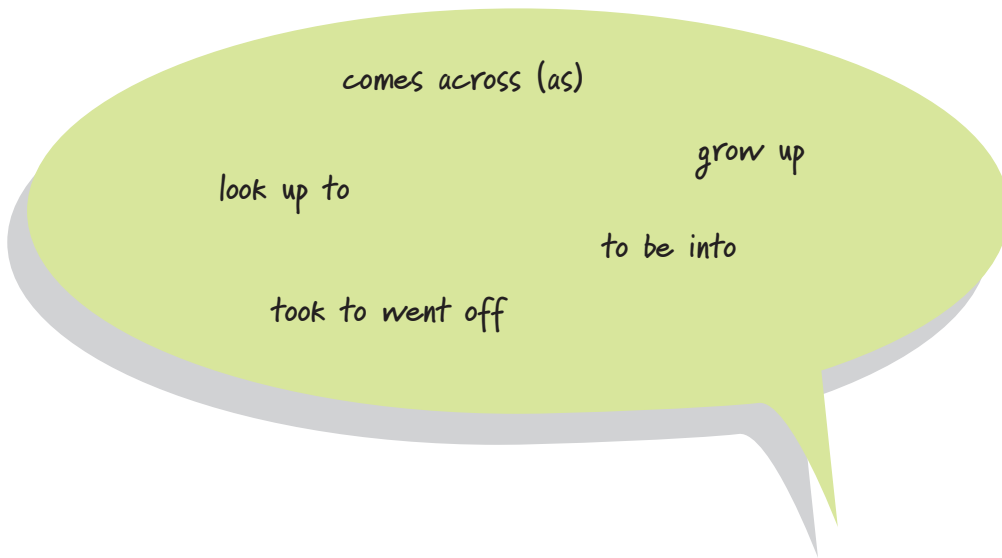 comes across (as)
grow up
look up to
to be into
took to went off